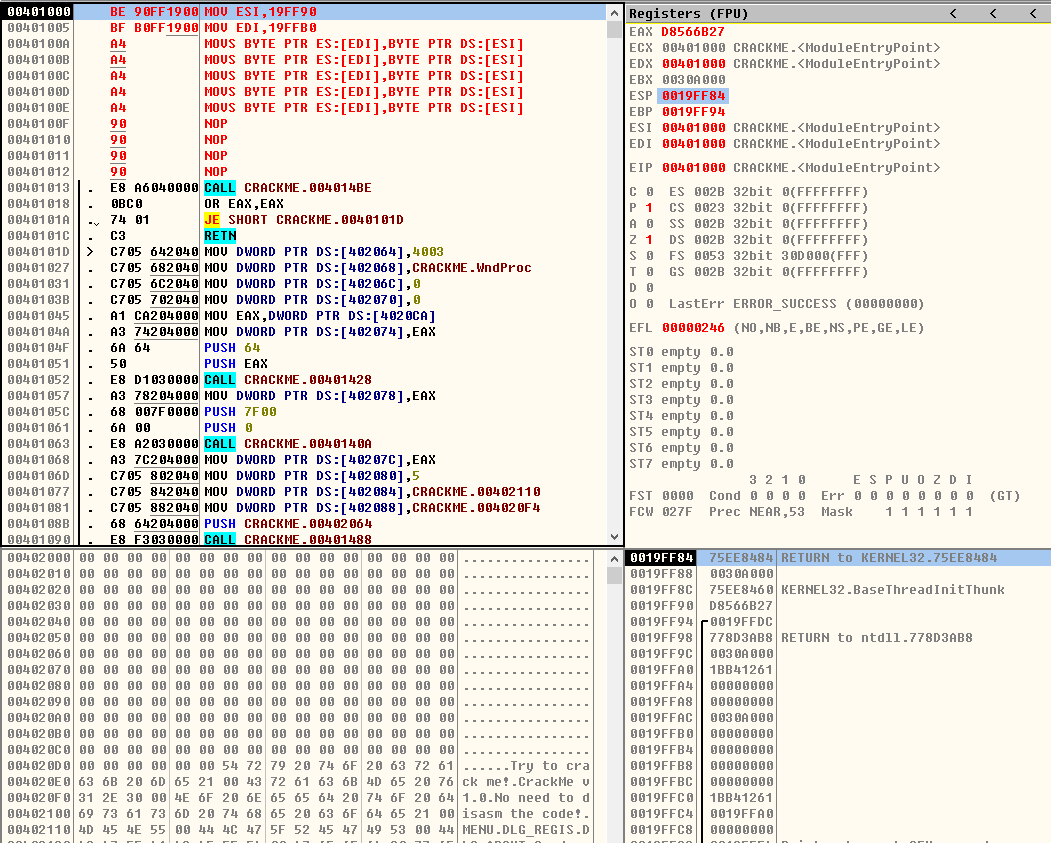 00401000 BE 90FF1900 MOV ESI,19FF90
00401005 BF B0FF1900 MOV EDI,19FFB0
0040100A A4 MOVS BYTE PTR ES:[EDI],BYTE PTR DS:[ESI]
0040100B A4 MOVS BYTE PTR ES:[EDI],BYTE PTR DS:[ESI]
0040100C A4 MOVS BYTE PTR ES:[EDI],BYTE PTR DS:[ESI]
0040100D A4 MOVS BYTE PTR ES:[EDI],BYTE PTR DS:[ESI]
0040100E A4 MOVS BYTE PTR ES:[EDI],BYTE PTR DS:[ESI]
0040100F 90 NOP
00401010 90 NOP
00401011 90 NOP
00401012 90 NOP
00401013 . E8 A6040000 CALL CRACKME.004014BE
00401018 . 0BC0 OR EAX,EAX
0040101A . 74 01 JE SHORT CRACKME.0040101D
0040101C . C3 RETN
0040101D > C705 642040 MOV DWORD PTR DS:[402064],4003
00401027 . C705 682040 MOV DWORD PTR DS:[402068],CRACKME.WndProc
00401031 . C705 6C2040 MOV DWORD PTR DS:[40206C],0
0040103B . C705 702040 MOV DWORD PTR DS:[402070],0
00401045 . A1 CA204000 MOV EAX,DWORD PTR DS:[4020CA]
0040104A . A3 74204000 MOV DWORD PTR DS:[402074],EAX
0040104F . 6A 64 PUSH 64
00401051 . 50 PUSH EAX
00401052 . E8 D1030000 CALL CRACKME.00401428
00401057 . A3 78204000 MOV DWORD PTR DS:[402078],EAX
0040105C . 68 007F0000 PUSH 7F00
00401061 . 6A 00 PUSH 0
00401063 . E8 A2030000 CALL CRACKME.0040140A
00401068 . A3 7C204000 MOV DWORD PTR DS:[40207C],EAX
0040106D . C705 802040 MOV DWORD PTR DS:[402080],5
00401077 . C705 842040 MOV DWORD PTR DS:[402084],CRACKME.00402110
00401081 . C705 882040 MOV DWORD PTR DS:[402088],CRACKME.004020F4
0040108B . 68 64204000 PUSH CRACKME.00402064
00401090 . E8 F3030000 CALL CRACKME.00401488
Registers (FPU) < < <
EAX D8566B27
ECX 00401000 CRACKME.<ModuleEntryPoint>
EDX 00401000 CRACKME.<ModuleEntryPoint>
EBX 0030A000
ESP 0019FF84
EBP 0019FF94
ESI 00401000 CRACKME.<ModuleEntryPoint>
EDI 00401000 CRACKME.<ModuleEntryPoint>
EIP 00401000 CRACKME.<ModuleEntryPoint>
C 0 ES 002B 32bit 0(FFFFFFFF)
P 1 CS 0023 32bit 0(FFFFFFFF)
A 0 SS 002B 32bit 0(FFFFFFFF)
Z 1 DS 002B 32bit 0(FFFFFFFF)
S 0 FS 0053 32bit 30D000(FFF)
T 0 GS 002B 32bit 0(FFFFFFFF)
D 0
O 0 LastErr ERROR_SUCCESS (00000000)
EFL 00000246 (NO,NB,E,BE,NS,PE,GE,LE)
ST0 empty 0.0
ST1 empty 0.0
ST2 empty 0.0
ST3 empty 0.0
ST4 empty 0.0
ST5 empty 0.0
ST6 empty 0.0
ST7 empty 0.0
3 2 1 0 E S P U O Z D I
FST 0000 Cond 0 0 0 0 Err 0 0 0 0 0 0 0 0 (GT)
FCW 027F Prec NEAR,53 Mask 1 1 1 1 1 1
00402000 00 00 00 00 00 00 00 00 00 00 00 00 00 00 00 00 ................
00402010 00 00 00 00 00 00 00 00 00 00 00 00 00 00 00 00 ................
00402020 00 00 00 00 00 00 00 00 00 00 00 00 00 00 00 00 ................
00402030 00 00 00 00 00 00 00 00 00 00 00 00 00 00 00 00 ................
00402040 00 00 00 00 00 00 00 00 00 00 00 00 00 00 00 00 ................
00402050 00 00 00 00 00 00 00 00 00 00 00 00 00 00 00 00 ................
00402060 00 00 00 00 00 00 00 00 00 00 00 00 00 00 00 00 ................
00402070 00 00 00 00 00 00 00 00 00 00 00 00 00 00 00 00 ................
00402080 00 00 00 00 00 00 00 00 00 00 00 00 00 00 00 00 ................
00402090 00 00 00 00 00 00 00 00 00 00 00 00 00 00 00 00 ................
004020A0 00 00 00 00 00 00 00 00 00 00 00 00 00 00 00 00 ................
004020B0 00 00 00 00 00 00 00 00 00 00 00 00 00 00 00 00 ................
004020C0 00 00 00 00 00 00 00 00 00 00 00 00 00 00 00 00 ................
004020D0 00 00 00 00 00 00 54 72 79 20 74 6F 20 63 72 61 ......Try to cra
004020E0 63 6B 20 6D 65 21 00 43 72 61 63 6B 4D 65 20 76 ck me!.CrackMe v
004020F0 31 2E 30 00 4E 6F 20 6E 65 65 64 20 74 6F 20 64 1.0.No need to d
00402100 69 73 61 73 6D 20 74 68 65 20 63 6F 64 65 21 00 isasm the code!.
00402110 4D 45 4E 55 00 44 4C 47 5F 52 45 47 49 53 00 44 MENU.DLG_REGIS.D
0019FF84 75EE8484 RETURN to KERNEL32.75EE8484
0019FF88 0030A000
0019FF8C 75EE8460 KERNEL32.BaseThreadInitThunk
0019FF90 D8566B27
0019FF94 0019FFDC
0019FF98 778D3AB8 RETURN to ntdll.778D3AB8
0019FF9C 0030A000
0019FFA0 1BB41261
0019FFA4 00000000
0019FFA8 00000000
0019FFAC 0030A000
0019FFB0 00000000
0019FFB4 00000000
0019FFB8 00000000
0019FFBC 00000000
0019FFC0 1BB41261
0019FFC4 0019FFA0
0019FFC8 00000000